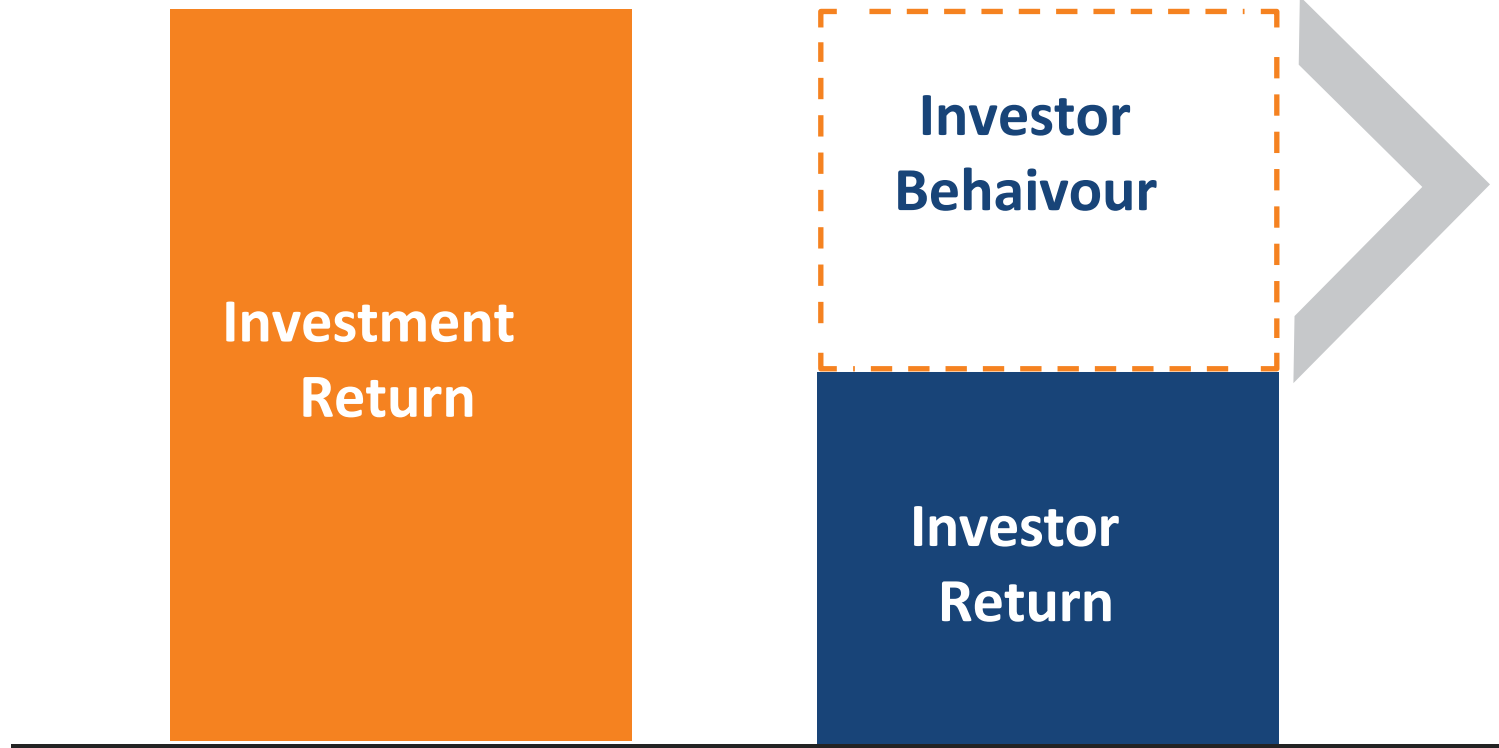 Investment
Return
Investor
Behaivour
Investor
Return